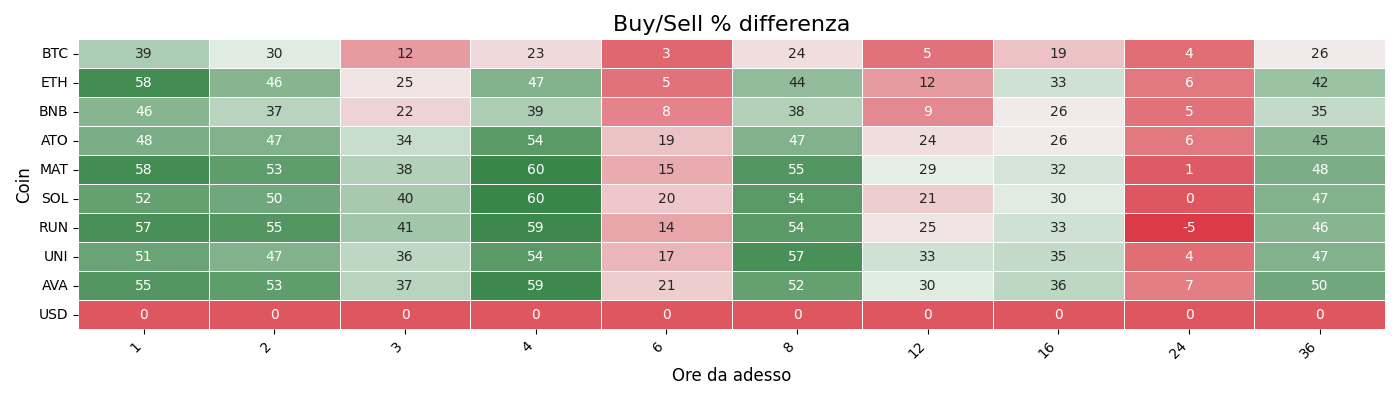 Buy/Sell % differenza
Coin
BTC 39 30 12 23 3 24 5 19 4 26
ETH 58 46 25 47 5 44 12 33 6 42
BNB 46 37 22 39 8 38 9 26 5 35
ATO 48 47 34 54 19 47 24 26 6 45
MAT 58 53 38 60 15 55 29 32 1 48
SOL 52 50 40 60 20 54 21 30 0 47
RUN 57 55 41 59 14 54 25 33 -5 46
UNI 51 47 36 54 17 57 33 35 4 47
AVA 55 53 37 59 21 52 30 36 7 50
USD 0 0 0 0 0 0 0 0 0 0
1 2 3 4 6 8 12 16 24 36
Ore da adesso